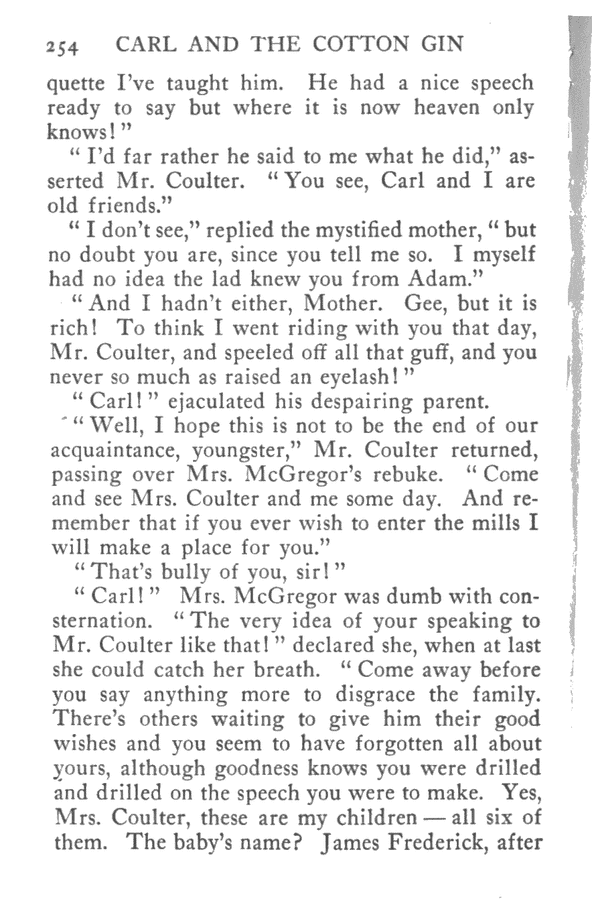 254 CARL AND THE COTTON GIN
quette I've taught him. He had a nice speech
ready to say but where it is now heaven only
knows!"
"I'd far rather he said to me what he did," as-
serted Mr. Coulter. "You see, Carl and I are
old friends."
"I don't see," replied the mystified mother, "but
no doubt you are, since you tell me so. I myself
had no idea the lad knew you from Adam."
"And I hadn't either, Mother. Gee, but it is
rich! To think I went riding with you that day,
Mr. Coulter, and speeled off all that guff, and you
never so much as raised an eyelash!"
"Carl!" ejaculated his despairing parent.
"Well, I hope this is not to be the end of our
acquaintance, youngster," Mr. Coulter returned,
passing over Mrs. McGregor's rebuke. "Come
and see Mrs. Coulter and me some day. And re-
member that if you ever wish to enter the mills I
will make a place for you."
"That's bully of you, sir!"
"Carl!" Mrs. McGregor was dumb with con-
sternation. "The very idea of your speaking to
Mr. Coulter like that!" declared she, when at last
she could catch her breath. "Come away before
you say anything more to disgrace the family.
There's others waiting to give him their good
wishes and you seem to have forgotten all about
yours, although goodness knows you were drilled
and drilled on the speech you were to make. Yes,
Mrs. Coulter, these are my children — all six of
them. The baby's name? James Frederick, after